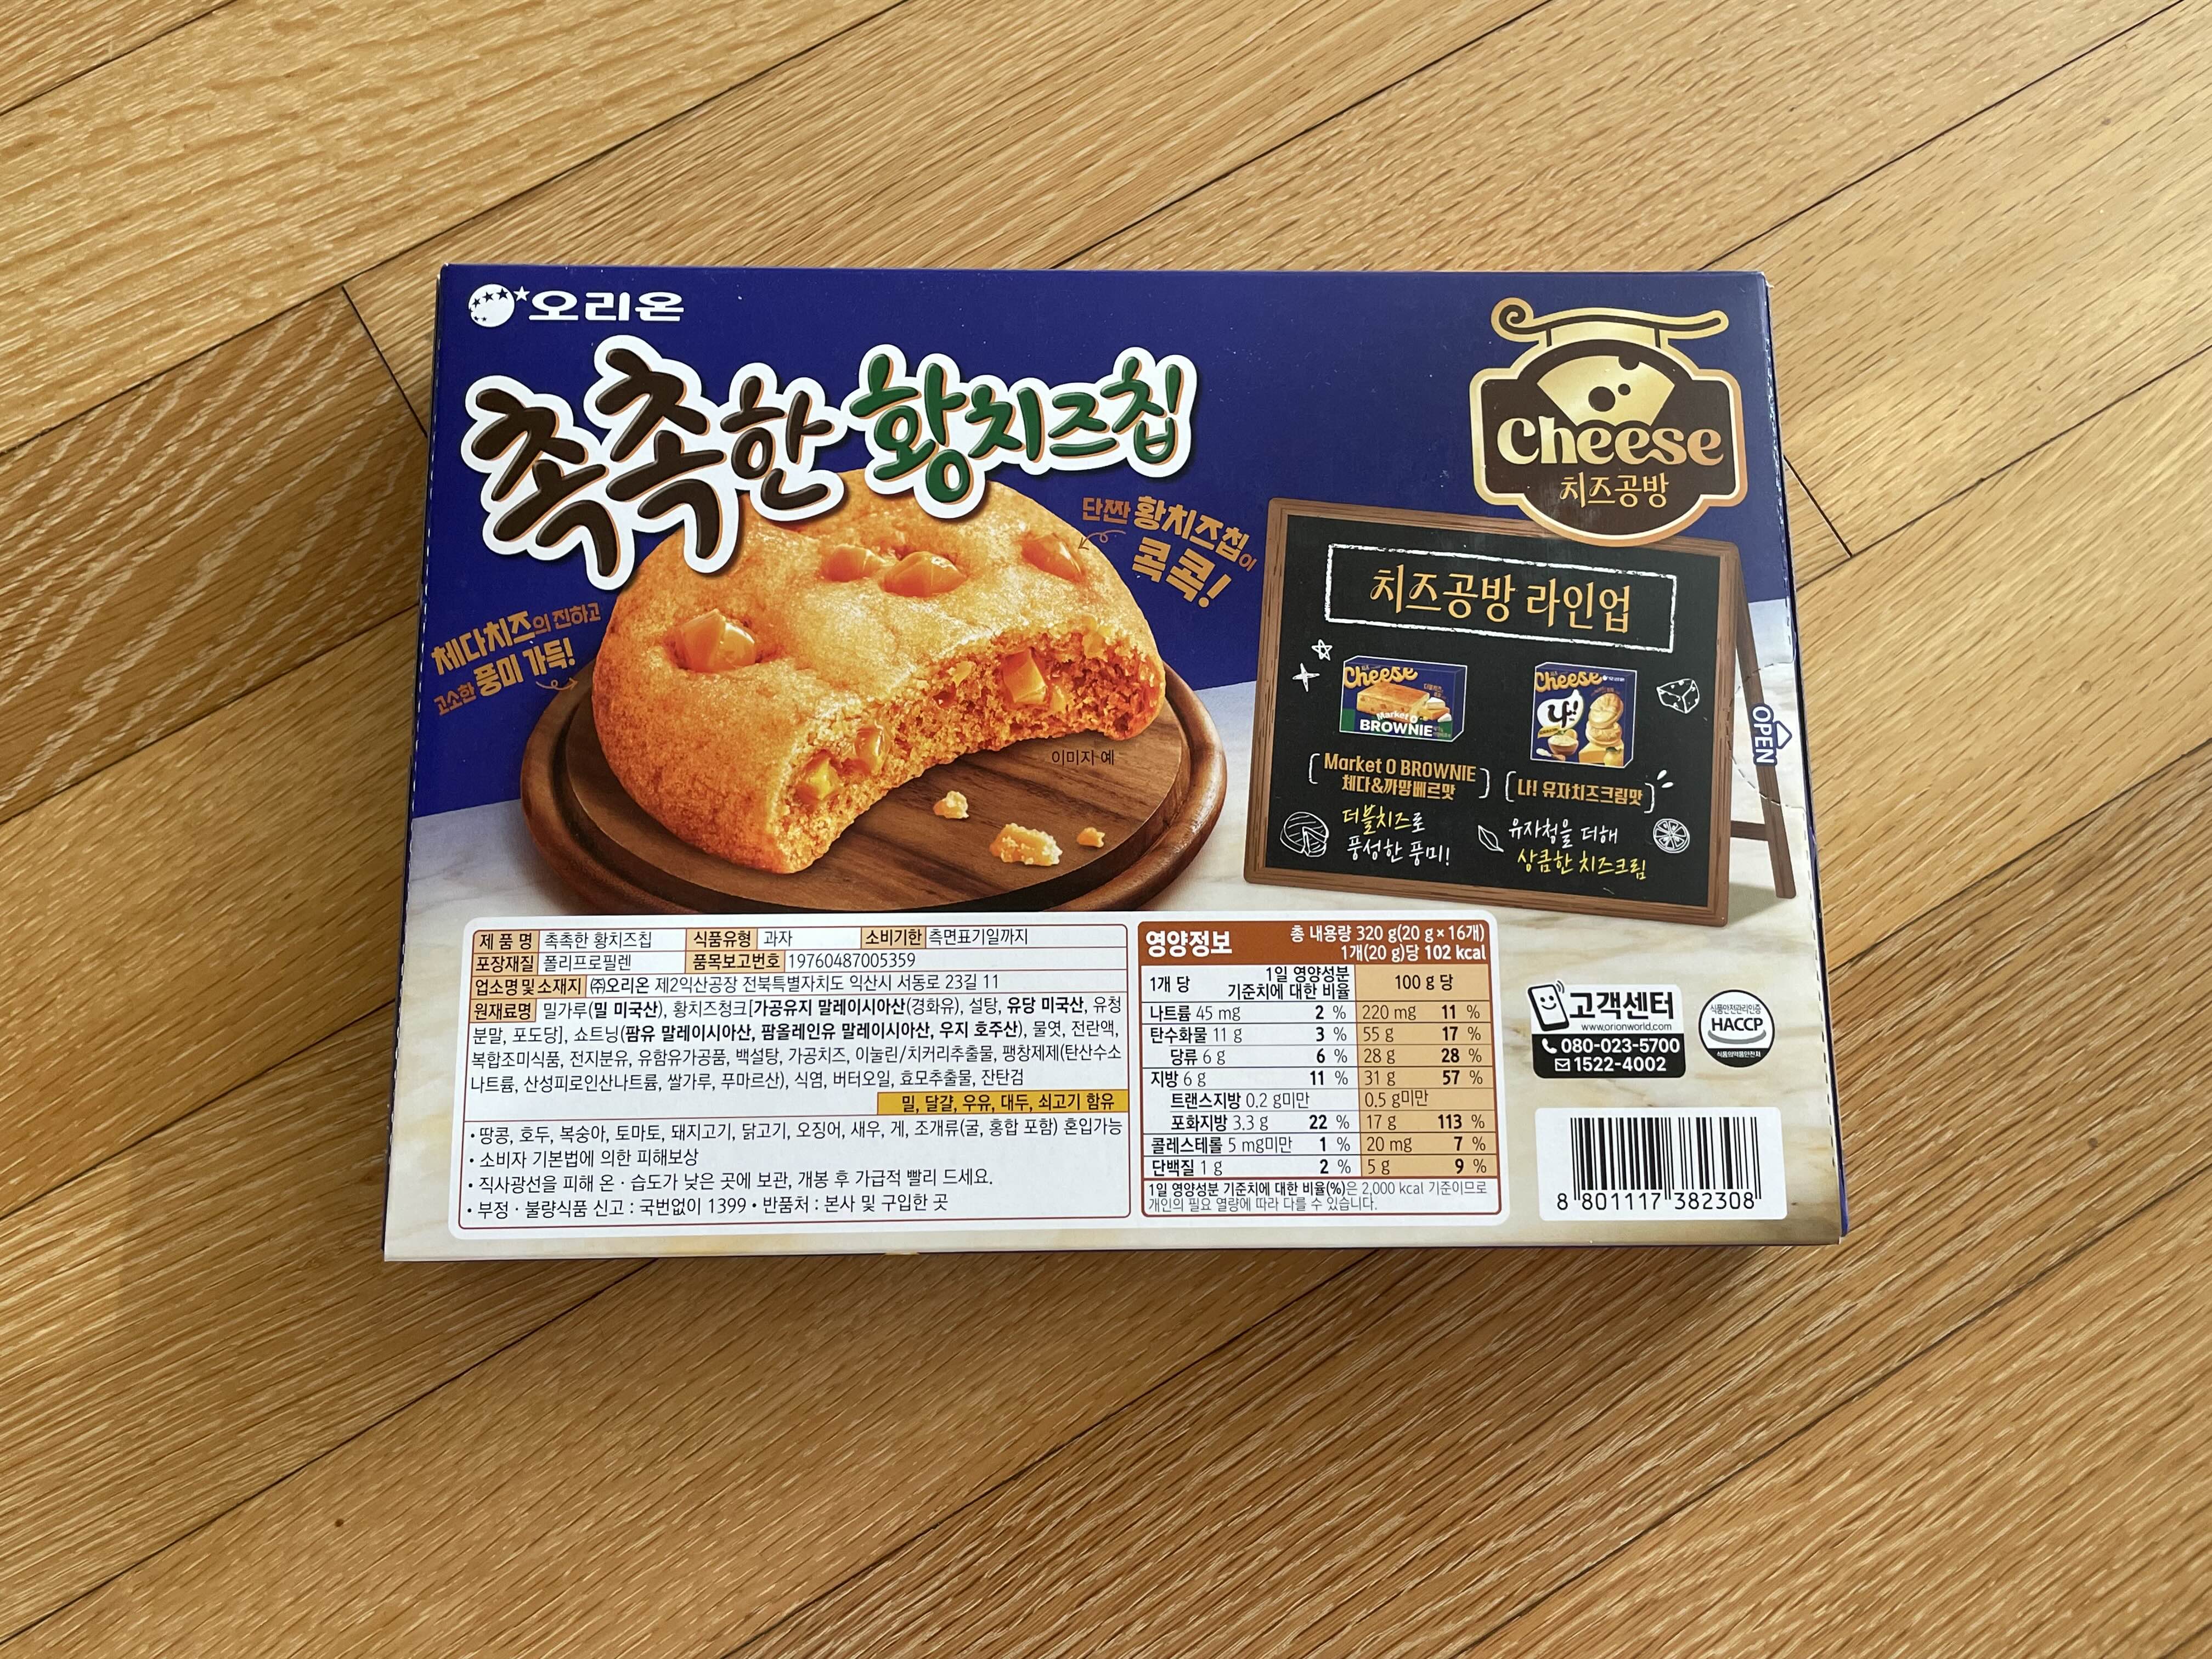 오리온
촉촉한 황치즈칩
Cheese
치즈공방
단짠 황치즈칩이
콕콕!
체다치즈의 진하고
고소한 풍미 가득!
이미지 예
치즈공방 라인업
Cheese
Market O
BROWNIE
Cheese
나!
Market O BROWNIE
체다&까망베르맛
더블치즈로
풍성한 풍미!
나! 유자치즈크림맛
유자청을 더해
상큼한 치즈크림
OPEN
제 품 명 촉촉한 황치즈칩 식품유형 과자 소비기한 측면표기일까지
포장재질 폴리프로필렌 품목보고번호 19760487005359
업소명 및 소재지 ㈜오리온 제2익산공장 전북특별자치도 익산시 서동로 23길 11
원재료명 밀가루(밀 미국산), 황치즈청크[가공유지 말레이시아산(경화유), 설탕, 유당 미국산, 유청
분말, 포도당], 쇼트닝(팜유 말레이시아산, 팜올레인유 말레이시아산, 우지 호주산), 물엿, 전란액,
복합조미식품, 전지분유, 유함유가공품, 백설탕, 가공치즈, 이눌린/치커리추출물, 팽창제제(탄산수소
나트륨, 산성피로인산나트륨, 쌀가루, 푸마르산), 식염, 버터오일, 효모추출물, 잔탄검
밀, 달걀, 우유, 대두, 쇠고기 함유
• 땅콩, 호두, 복숭아, 토마토, 돼지고기, 닭고기, 오징어, 새우, 게, 조개류(굴, 홍합 포함) 혼입가능
• 소비자 기본법에 의한 피해보상
• 직사광선을 피해 온 · 습도가 낮은 곳에 보관, 개봉 후 가급적 빨리 드세요.
• 부정 · 불량식품 신고 : 국번없이 1399 • 반품처 : 본사 및 구입한 곳
영양정보 총 내용량 320 g(20 g × 16개)
1개(20 g)당 102 kcal
1개 당 1일 영양성분 기준치에 대한 비율 100 g 당
나트륨 45 mg 2 % 220 mg 11 %
탄수화물 11 g 3 % 55 g 17 %
당류 6 g 6 % 28 g 28 %
지방 6 g 11 % 31 g 57 %
트랜스지방 0.2 g미만 0.5 g미만
포화지방 3.3 g 22 % 17 g 113 %
콜레스테롤 5 mg미만 1 % 20 mg 7 %
단백질 1 g 2 % 5 g 9 %
1일 영양성분 기준치에 대한 비율(%)은 2,000 kcal 기준이므로
개인의 필요 열량에 따라 다를 수 있습니다.
고객센터
www.orionworld.com
080-023-5700
1522-4002
식품안전관리인증
HACCP
식품의약품안전처
8 801117 382308